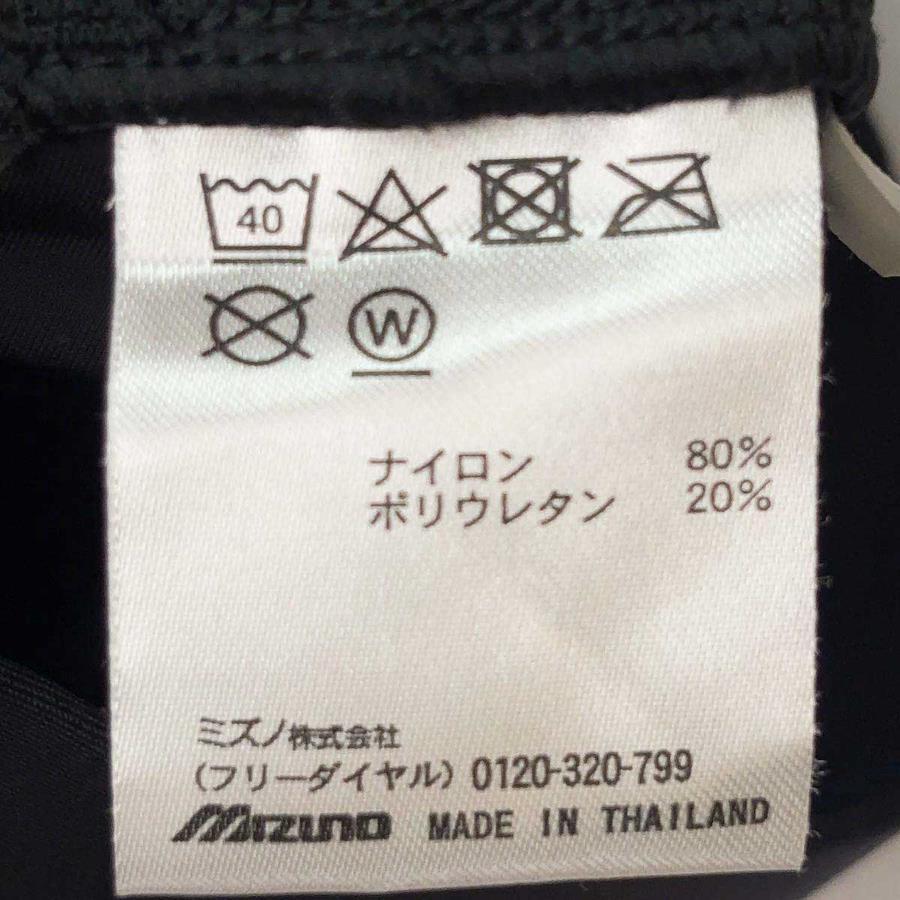 40
W
ナイロン 80%
ポリウレタン 20%
ミズノ株式会社
(フリーダイヤル) 0120-320-799
MIZUNO MADE IN THAILAND